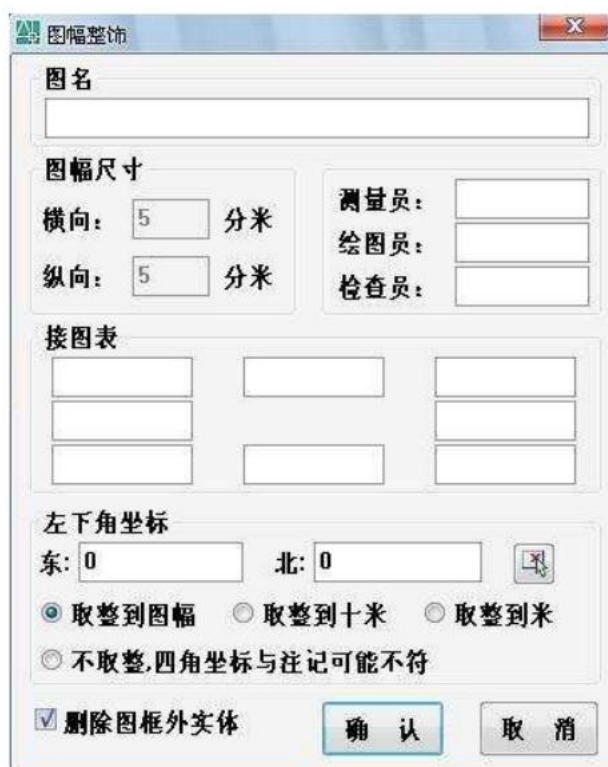 图幅整饰
图名
图幅尺寸
横向: 5 分米
纵向: 5 分米
测量员:
绘图员:
检查员:
接图表
左下角坐标
东: 0 北: 0
取整到图幅 取整到十米 取整到米
不取整,四角坐标与注记可能不符
删除图框外实体
确 认 取 消